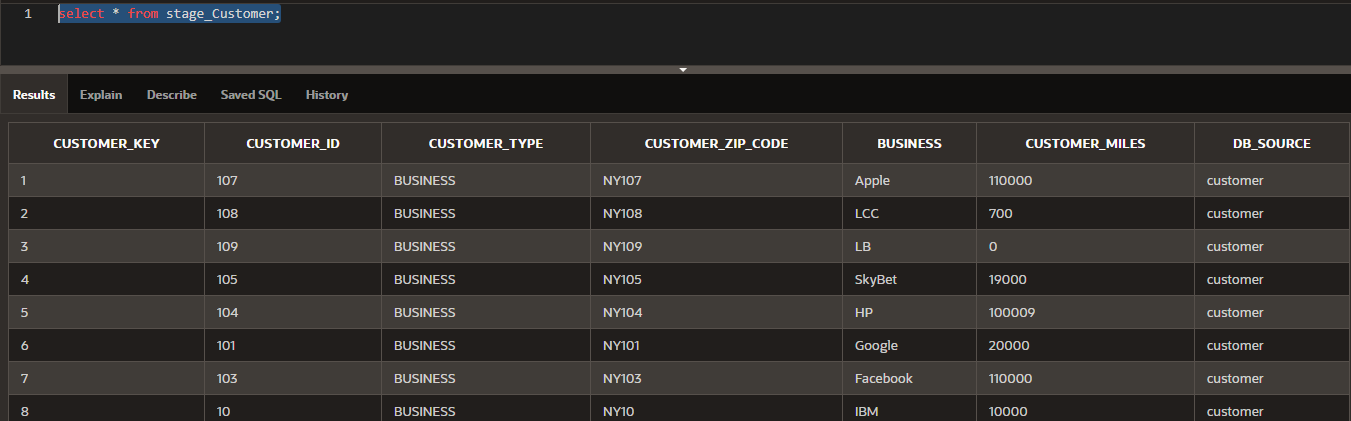 1 select * from stage_Customer;
Results Explain Describe Saved SQL History
CUSTOMER_KEY CUSTOMER_ID CUSTOMER_TYPE CUSTOMER_ZIP_CODE BUSINESS CUSTOMER_MILES DB_SOURCE
1 107 BUSINESS NY107 Apple 110000 customer
2 108 BUSINESS NY108 LCC 700 customer
3 109 BUSINESS NY109 LB 0 customer
4 105 BUSINESS NY105 SkyBet 19000 customer
5 104 BUSINESS NY104 HP 100009 customer
6 101 BUSINESS NY101 Google 20000 customer
7 103 BUSINESS NY103 Facebook 110000 customer
8 10 BUSINESS NY10 IBM 10000 customer